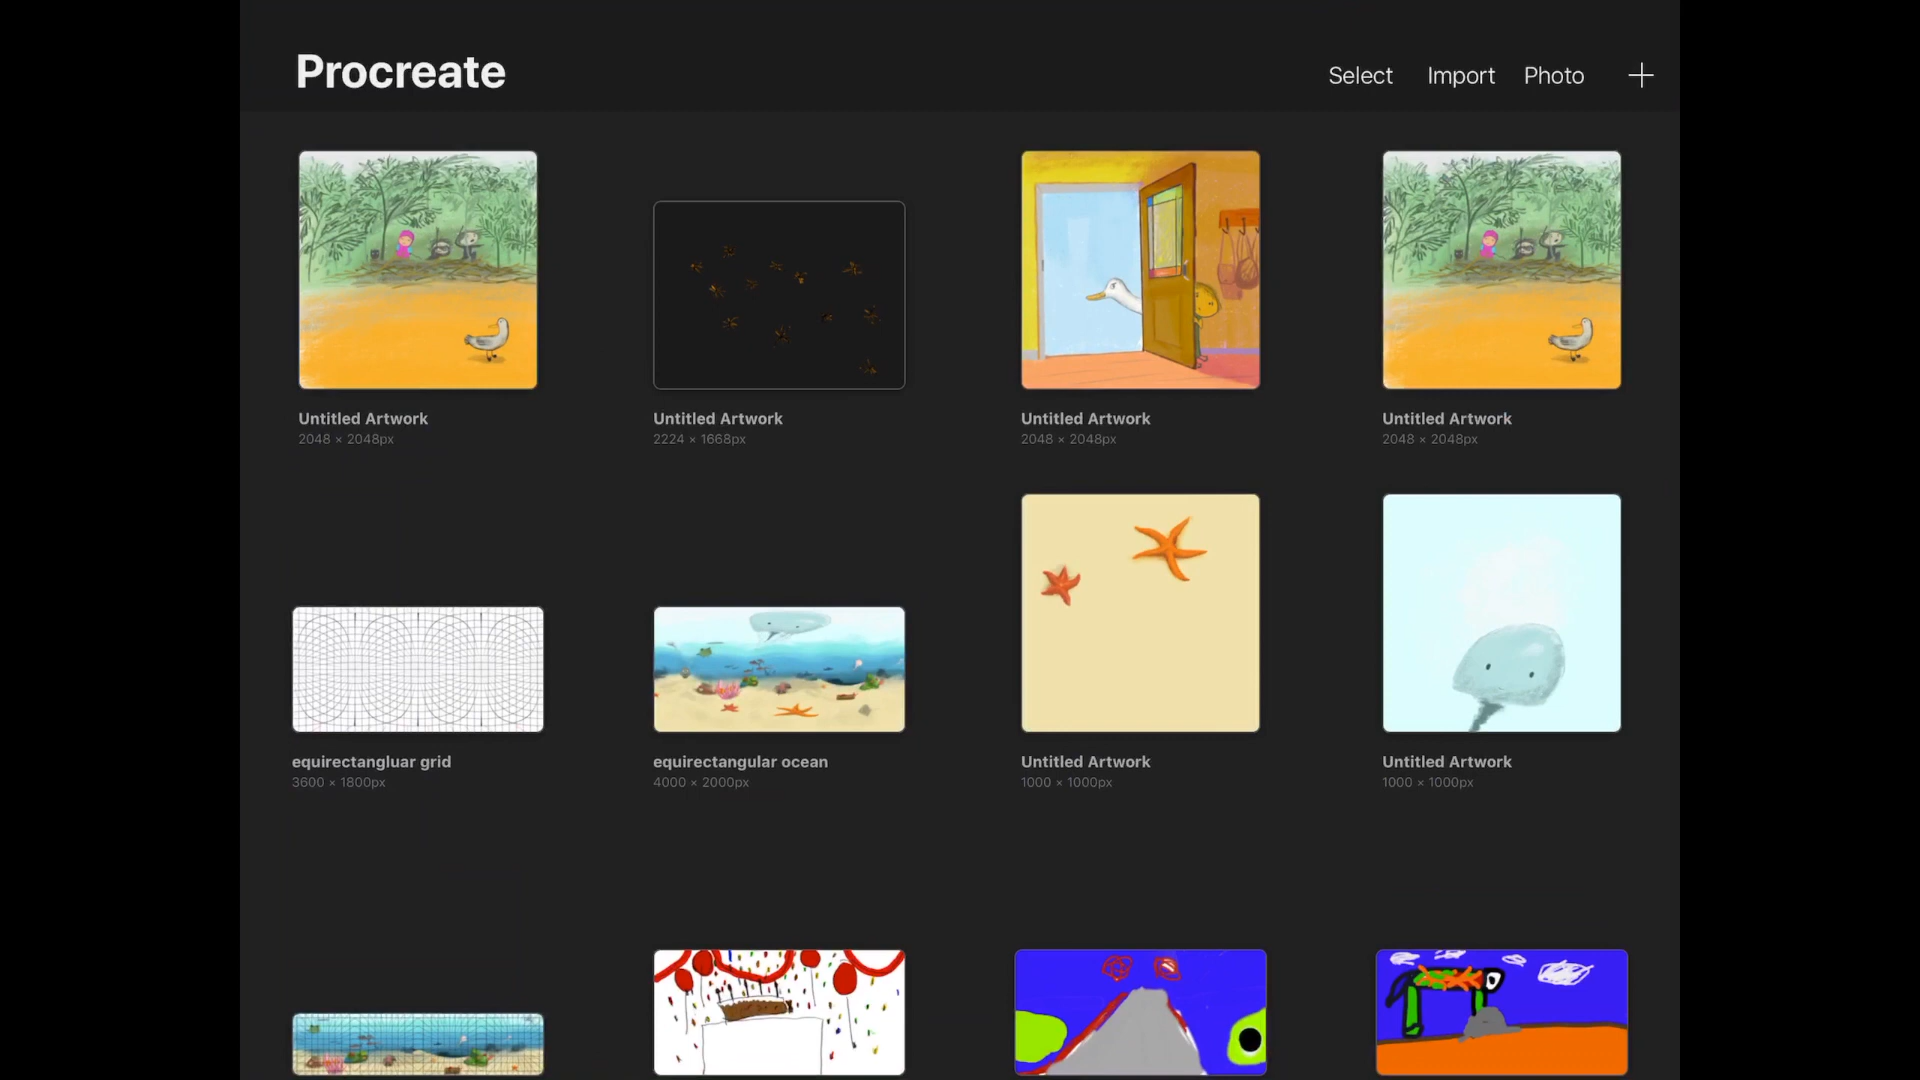 Procreate
Select Import Photo
Untitled Artwork
2048 × 2048px
Untitled Artwork
2224 × 1668px
Untitled Artwork
2048 × 2048px
Untitled Artwork
2048 × 2048px
equirectangluar grid
3600 × 1800px
equirectangular ocean
4000 × 2000px
Untitled Artwork
1000 × 1000px
Untitled Artwork
1000 × 1000px